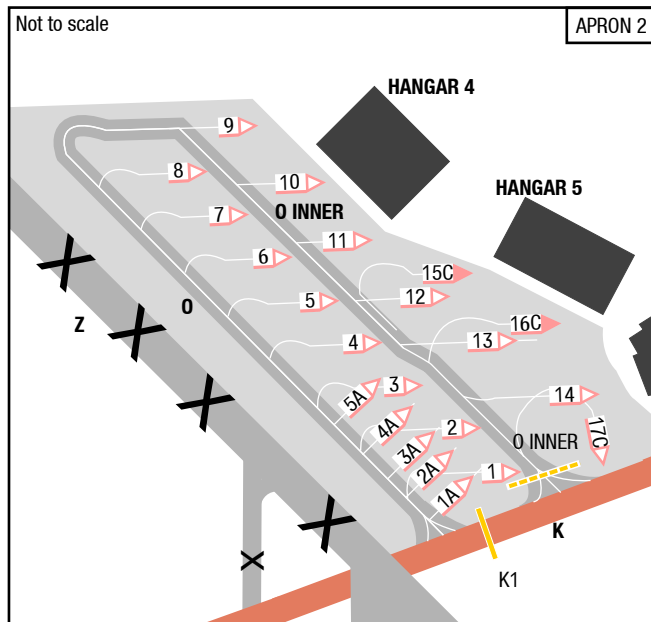 Not to scale
APRON 2
HANGAR 4
9
8
10
HANGAR 5
7
O INNER
11
6
15C
12
5
O
Z
16C
13
4
3
5A
14
4A
2
17C
3A
O INNER
2A
1
1A
K
K1